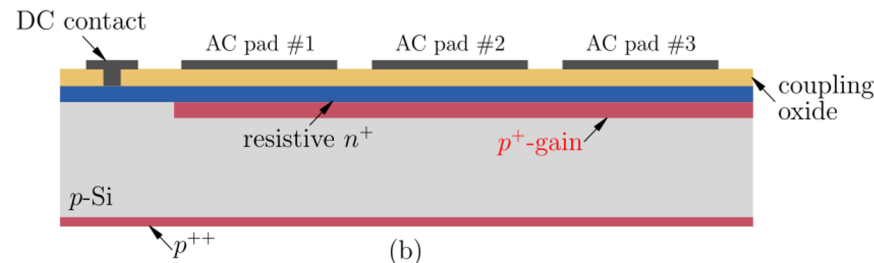 DC contact
AC pad #1
AC pad #2
AC pad #3
coupling
oxide
resistive n⁺
p⁺-gain
p-Si
p⁺⁺
(b)